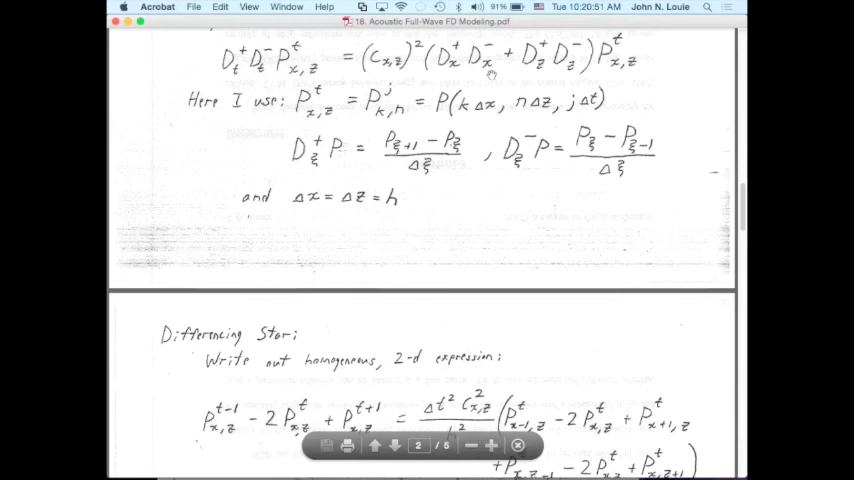 Acrobat File Edit View Window Help 91% Tue 10:20:51 AM John N. Louie
18. Acoustic Full-Wave FD Modeling.pdf
D_t^+ D_t^- P_{x,z}^t = (C_{x,z})^2 (D_x^+ D_x^- + D_z^+ D_z^-) P_{x,z}^t
Here I use: P_{x,z}^t = P_{k,n}^j = P(kΔx, nΔz, jΔt)
D_ξ^+ P = (P_{ξ+1} - P_ξ)/Δξ , D_ξ^- P = (P_ξ - P_{ξ-1})/Δξ
and Δx = Δz = h
Differencing Star:
Write out homogeneous, 2-d expression:
P_{x,z}^{t-1} - 2P_{x,z}^t + P_{x,z}^{t+1} = Δt^2 C_{x,z}^2 / h^2 (P_{x-1,z}^t - 2P_{x,z}^t + P_{x+1,z}^t
+ P_{x,z-1} - 2P_{x,z}^t + P_{x,z+1}^t)
2 / 5